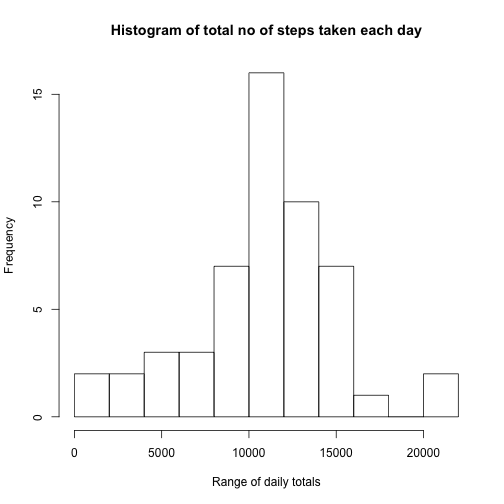 Histogram of total no of steps taken each day
15
10
5
0
Frequency
0 5000 10000 15000 20000
Range of daily totals